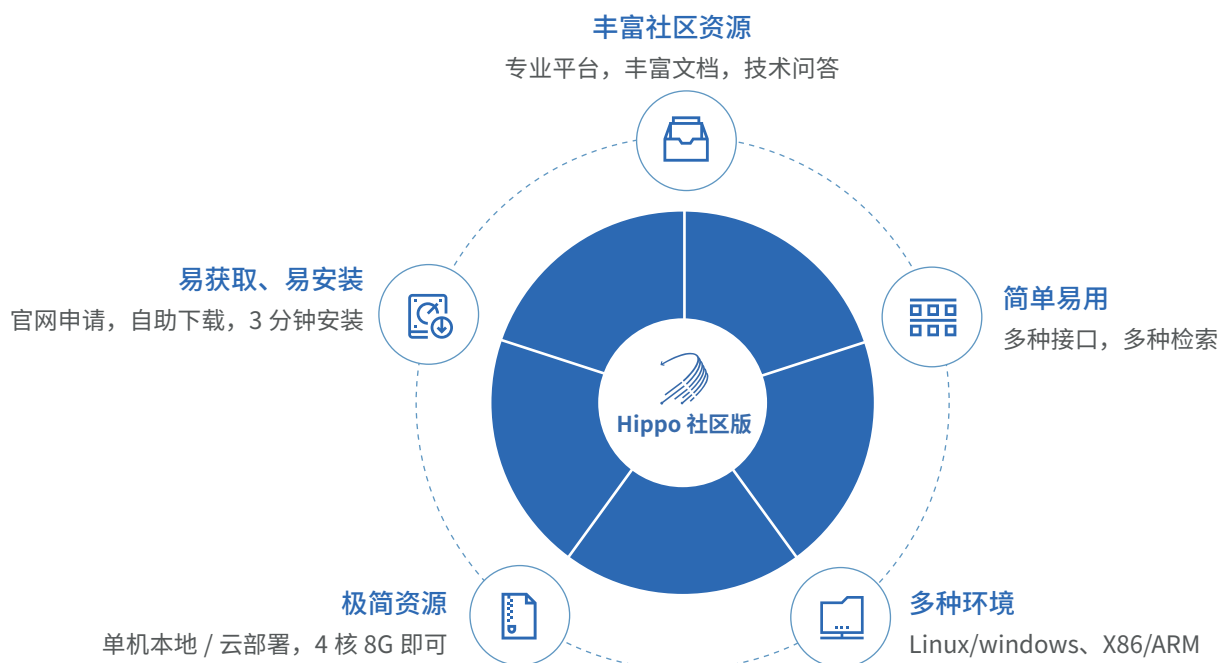 丰富社区资源
专业平台，丰富文档，技术问答
易获取、易安装
官网申请，自助下载，3 分钟安装
简单易用
多种接口，多种检索
Hippo 社区版
极简资源
单机本地 / 云部署，4 核 8G 即可
多种环境
Linux/windows、X86/ARM